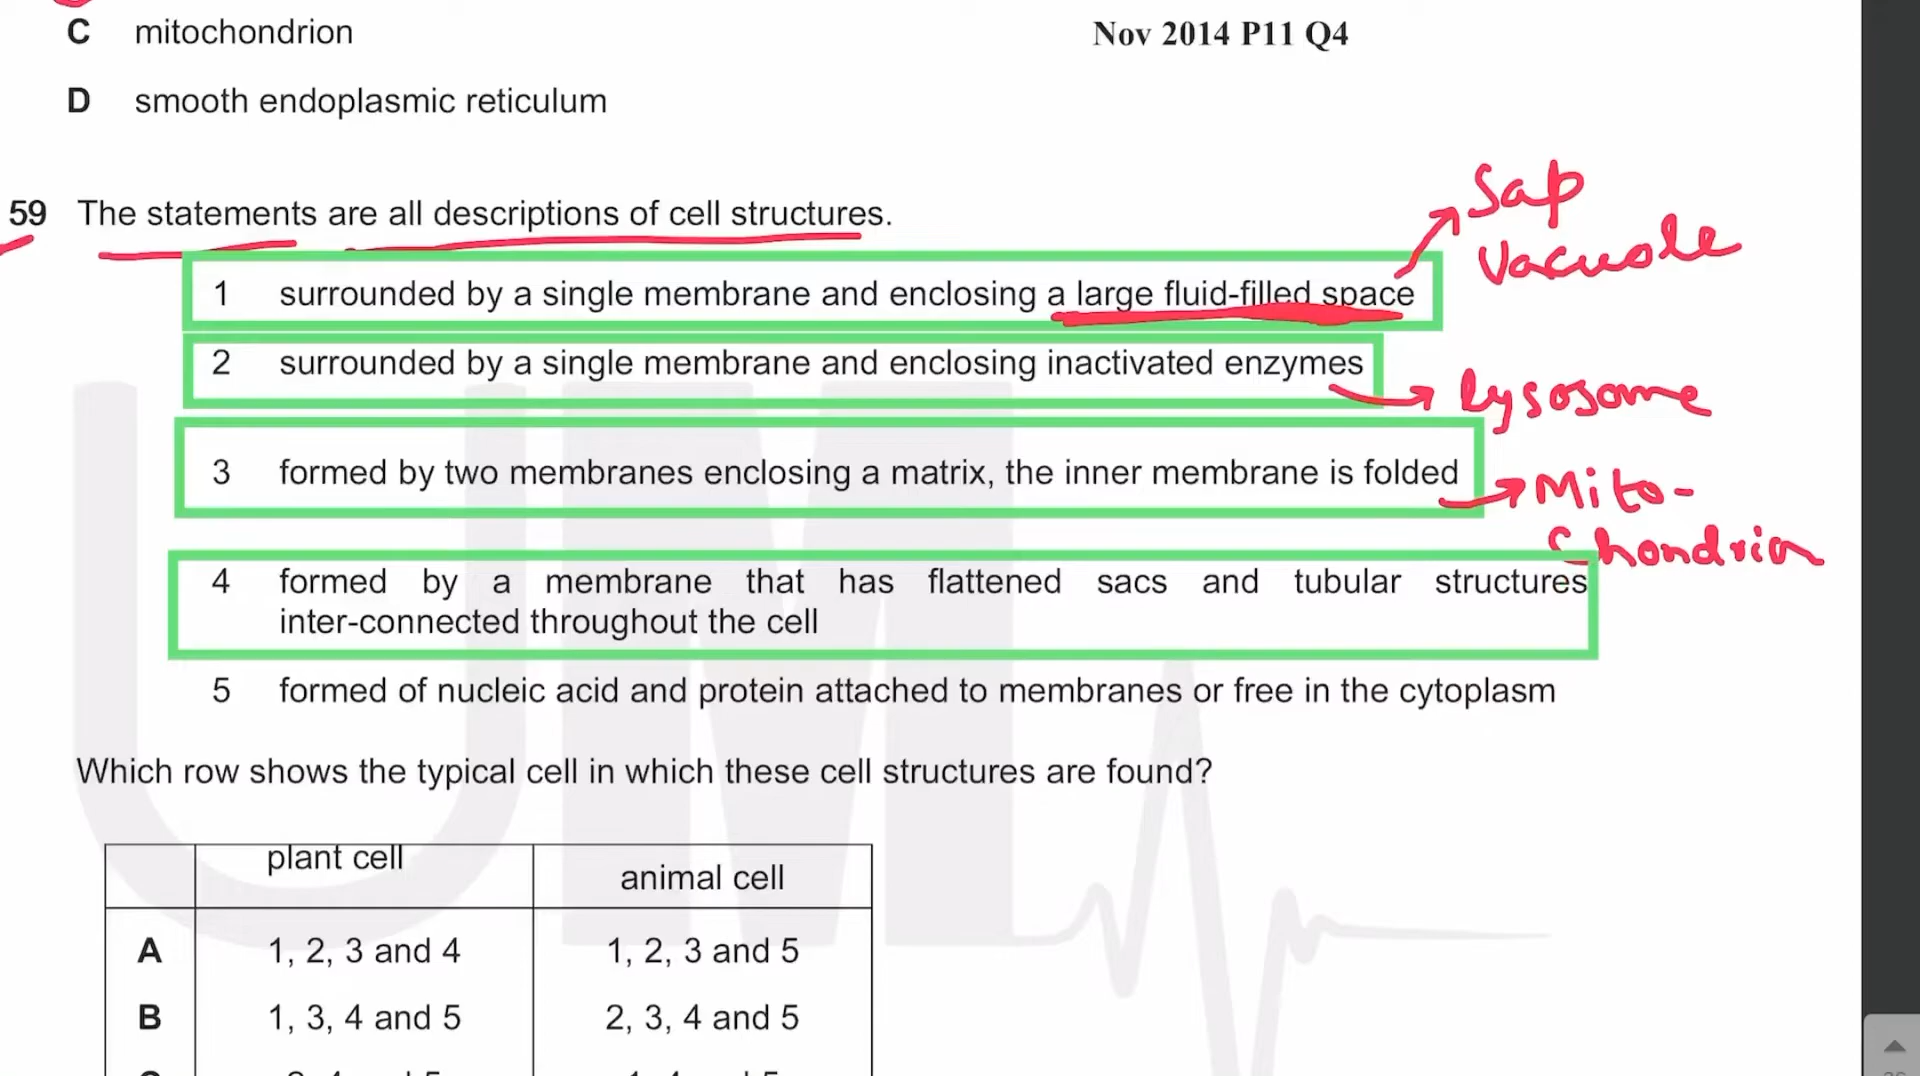 C mitochondrion
Nov 2014 P11 Q4
D smooth endoplasmic reticulum
59 The statements are all descriptions of cell structures.
Sap
Vacuole
1 surrounded by a single membrane and enclosing a large fluid-filled space
2 surrounded by a single membrane and enclosing inactivated enzymes
lysosome
3 formed by two membranes enclosing a matrix, the inner membrane is folded
Mito-
Chondrion
4 formed by a membrane that has flattened sacs and tubular structures
inter-connected throughout the cell
5 formed of nucleic acid and protein attached to membranes or free in the cytoplasm
Which row shows the typical cell in which these cell structures are found?
plant cell animal cell
A 1, 2, 3 and 4 1, 2, 3 and 5
B 1, 3, 4 and 5 2, 3, 4 and 5